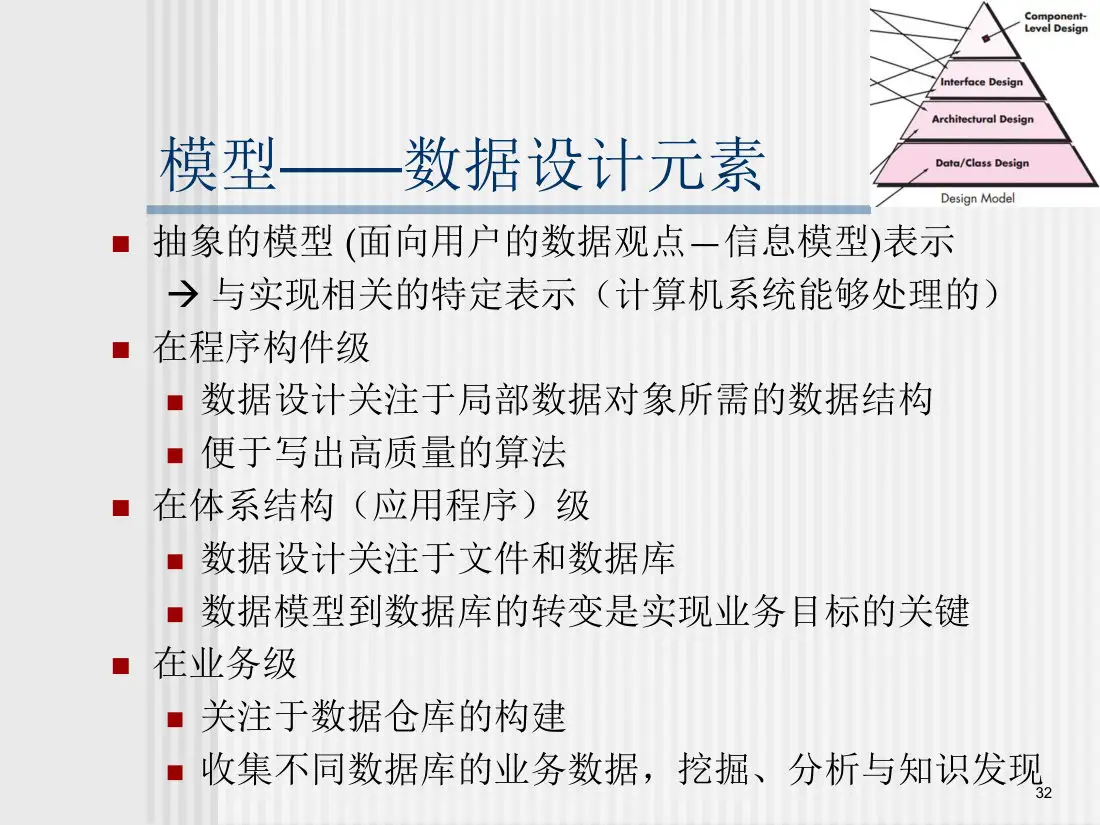 Component-
Level Design
Interface Design
Architectural Design
Data/Class Design
Design Model
模型——数据设计元素
抽象的模型 (面向用户的数据观点—信息模型)表示
→ 与实现相关的特定表示（计算机系统能够处理的）
在程序构件级
数据设计关注于局部数据对象所需的数据结构
便于写出高质量的算法
在体系结构（应用程序）级
数据设计关注于文件和数据库
数据模型到数据库的转变是实现业务目标的关键
在业务级
关注于数据仓库的构建
收集不同数据库的业务数据，挖掘、分析与知识发现
32